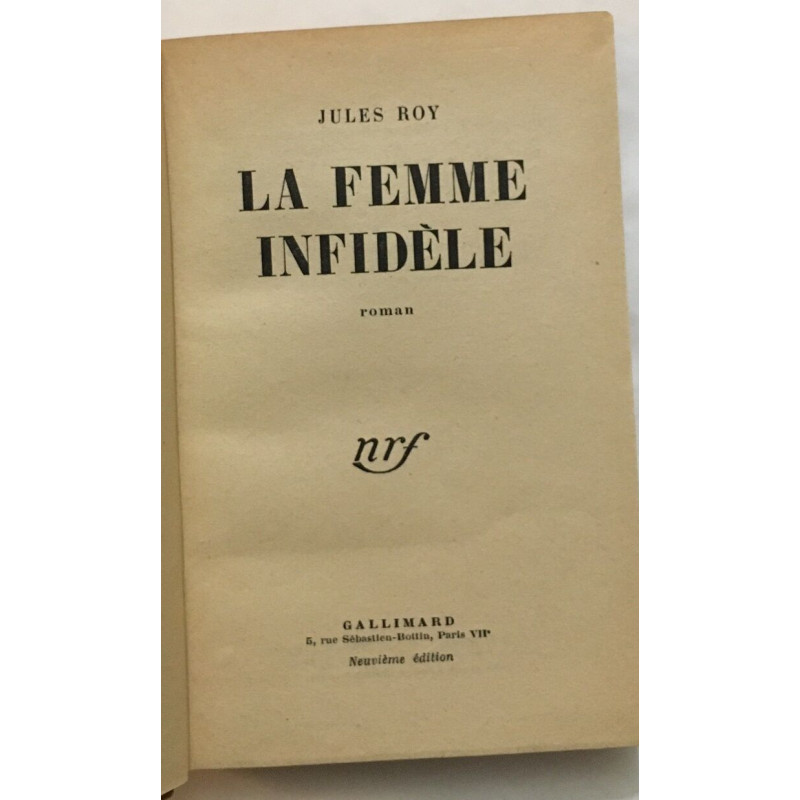 JULES ROY
LA FEMME
INFIDÈLE
roman
nrf
GALLIMARD
5, rue Sébastien-Bottin, Paris VIIᵉ
Neuvième édition